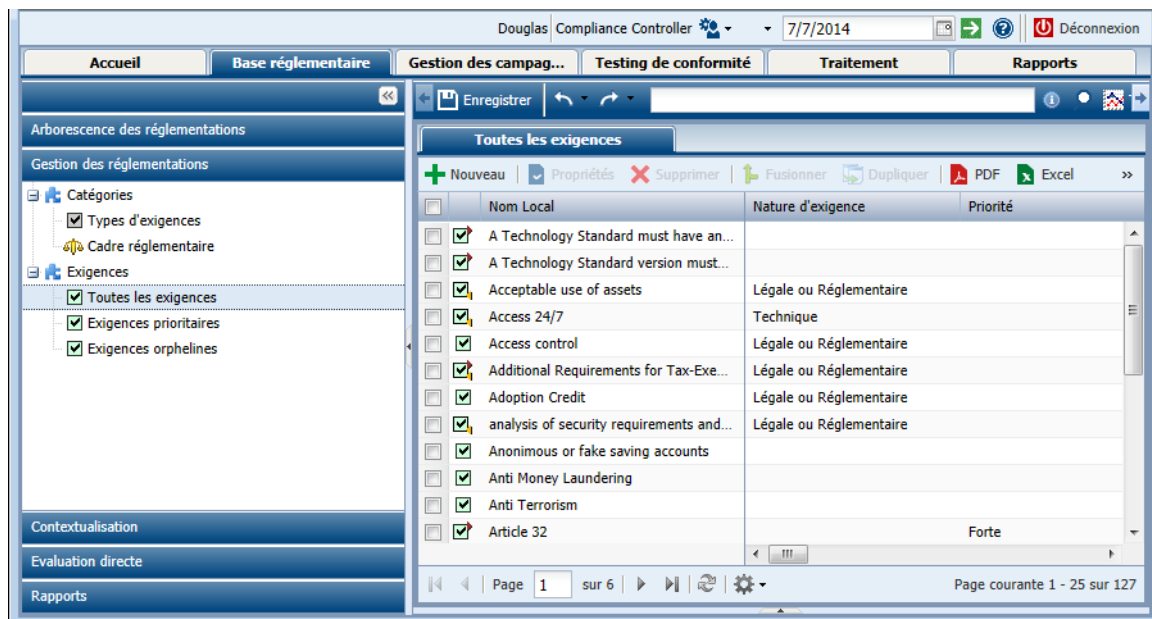 Douglas Compliance Controller 7/7/2014 Déconnexion
Accueil Base réglementaire Gestion des campag... Testing de conformité Traitement Rapports
Enregistrer
Arborescence des réglementations
Toutes les exigences
Gestion des réglementations
Nouveau Propriétés Supprimer Fusionner Dupliquer PDF Excel »
Catégories
Types d'exigences
Cadre réglementaire
Exigences
Toutes les exigences
Exigences prioritaires
Exigences orphelines
Nom Local Nature d'exigence Priorité
A Technology Standard must have an...
A Technology Standard version must...
Acceptable use of assets Légale ou Réglementaire
Access 24/7 Technique
Access control Légale ou Réglementaire
Additional Requirements for Tax-Exe... Légale ou Réglementaire
Adoption Credit Légale ou Réglementaire
analysis of security requirements and... Légale ou Réglementaire
Anonimous or fake saving accounts
Anti Money Laundering
Anti Terrorism
Article 32 Forte
Contextualisation
Evaluation directe
Rapports
Page 1 sur 6 Page courante 1 - 25 sur 127